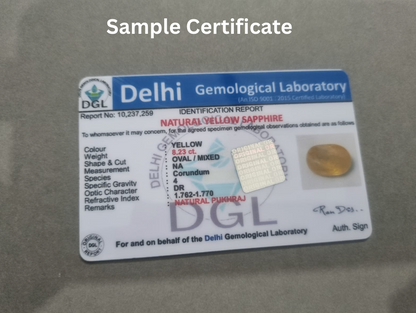 Sample Certificate
DGL
Delhi Gemological Laboratory
(An ISO 9001 : 2015 Certified Laboratory)
Report No: 10,237,259
IDENTIFICATION REPORT
NATURAL YELLOW SAPPHIRE
To whomsoever it may concern, for the agreed specimen gemological observations obtained are as follows
Colour : YELLOW
Weight : 8.23 ct.
Shape & Cut : OVAL / MIXED
Measurement : NA
Species : Corundum
Specific Gravity : 4
Optic Character : DR
Refractive Index : 1.762-1.770
Remarks : NATURAL PUKHRAJ
DGL
For and on behalf of the Delhi Gemological Laboratory
Auth. Sign